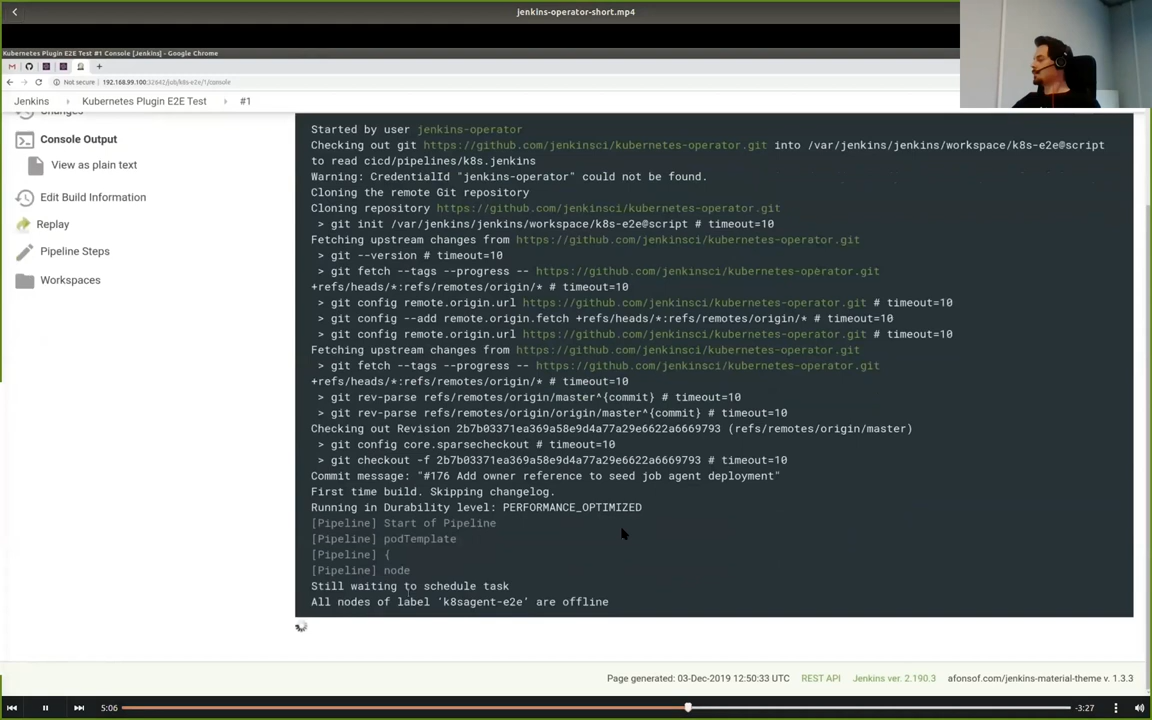 jenkins-operator-short.mp4
Kubernetes Plugin E2E Test #1 Console [Jenkins] - Google Chrome
Not secure | 192.168.99.100:32642/job/k8s-e2e/1/console
Jenkins Kubernetes Plugin E2E Test #1
Changes
Console Output
View as plain text
Edit Build Information
Replay
Pipeline Steps
Workspaces
Started by user jenkins-operator
Checking out git https://github.com/jenkinsci/kubernetes-operator.git into /var/jenkins/jenkins/workspace/k8s-e2e@script
to read cicd/pipelines/k8s.jenkins
Warning: CredentialId "jenkins-operator" could not be found.
Cloning the remote Git repository
Cloning repository https://github.com/jenkinsci/kubernetes-operator.git
> git init /var/jenkins/jenkins/workspace/k8s-e2e@script # timeout=10
Fetching upstream changes from https://github.com/jenkinsci/kubernetes-operator.git
> git --version # timeout=10
> git fetch --tags --progress -- https://github.com/jenkinsci/kubernetes-operator.git
+refs/heads/*:refs/remotes/origin/* # timeout=10
> git config remote.origin.url https://github.com/jenkinsci/kubernetes-operator.git # timeout=10
> git config --add remote.origin.fetch +refs/heads/*:refs/remotes/origin/* # timeout=10
> git config remote.origin.url https://github.com/jenkinsci/kubernetes-operator.git # timeout=10
Fetching upstream changes from https://github.com/jenkinsci/kubernetes-operator.git
> git fetch --tags --progress -- https://github.com/jenkinsci/kubernetes-operator.git
+refs/heads/*:refs/remotes/origin/* # timeout=10
> git rev-parse refs/remotes/origin/master^{commit} # timeout=10
> git rev-parse refs/remotes/origin/origin/master^{commit} # timeout=10
Checking out Revision 2b7b03371ea369a58e9d4a77a29e6622a6669793 (refs/remotes/origin/master)
> git config core.sparsecheckout # timeout=10
> git checkout -f 2b7b03371ea369a58e9d4a77a29e6622a6669793 # timeout=10
Commit message: "#176 Add owner reference to seed job agent deployment"
First time build. Skipping changelog.
Running in Durability level: PERFORMANCE_OPTIMIZED
[Pipeline] Start of Pipeline
[Pipeline] podTemplate
[Pipeline] {
[Pipeline] node
Still waiting to schedule task
All nodes of label ‘k8sagent-e2e’ are offline
Page generated: 03-Dec-2019 12:50:33 UTC REST API Jenkins ver. 2.190.3 afonsof.com/jenkins-material-theme v. 1.3.3
5:06 -3:27